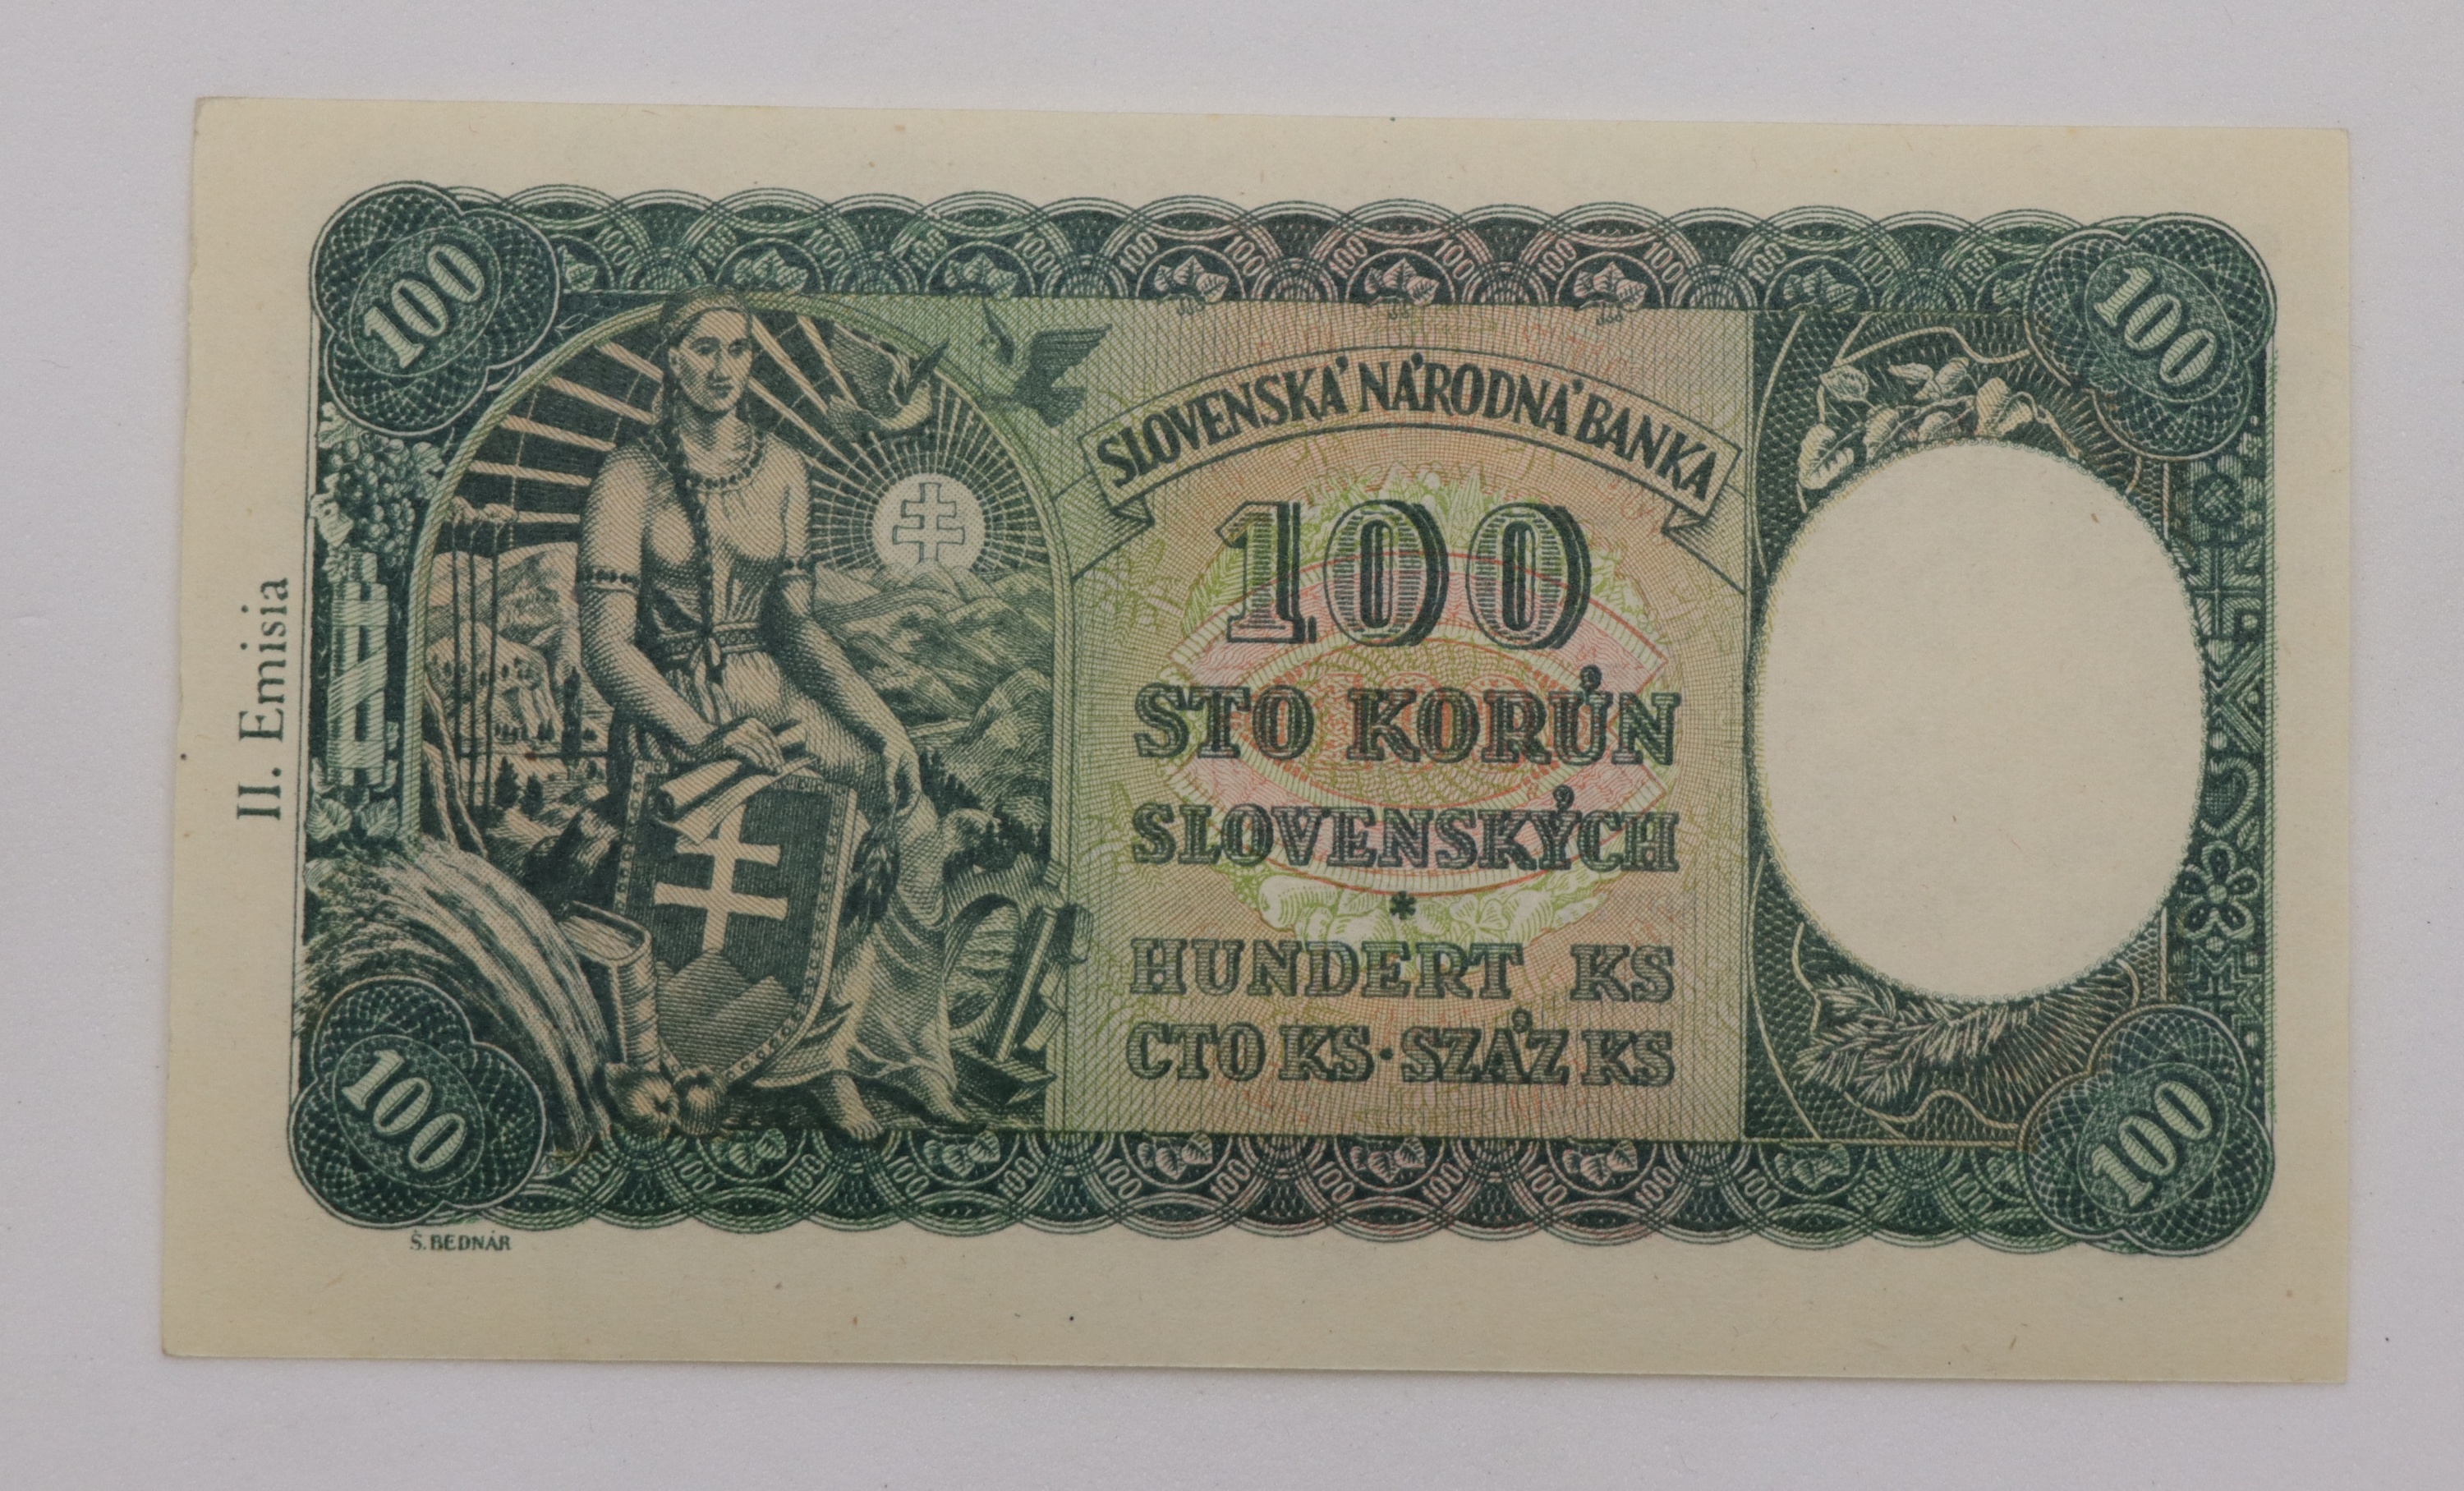 100
100
SLOVENSKÁ NÁRODNÁ BANKA
100
STO KORÚN
SLOVENSKÝCH
*
HUNDERT KS
СТО KS · SZÁZ KS
II. Emisia
100
100
Š. BEDNÁR